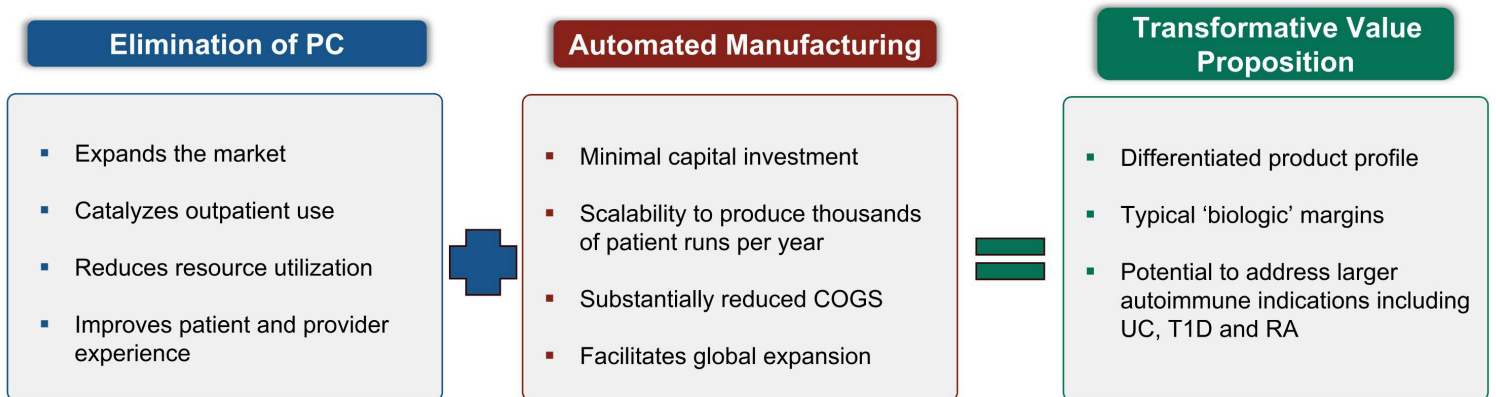 Elimination of PC
▪ Expands the market
▪ Catalyzes outpatient use
▪ Reduces resource utilization
▪ Improves patient and provider
experience
Automated Manufacturing
▪ Minimal capital investment
▪ Scalability to produce thousands
of patient runs per year
▪ Substantially reduced COGS
▪ Facilitates global expansion
Transformative Value
Proposition
▪ Differentiated product profile
▪ Typical ‘biologic’ margins
▪ Potential to address larger
autoimmune indications including
UC, T1D and RA